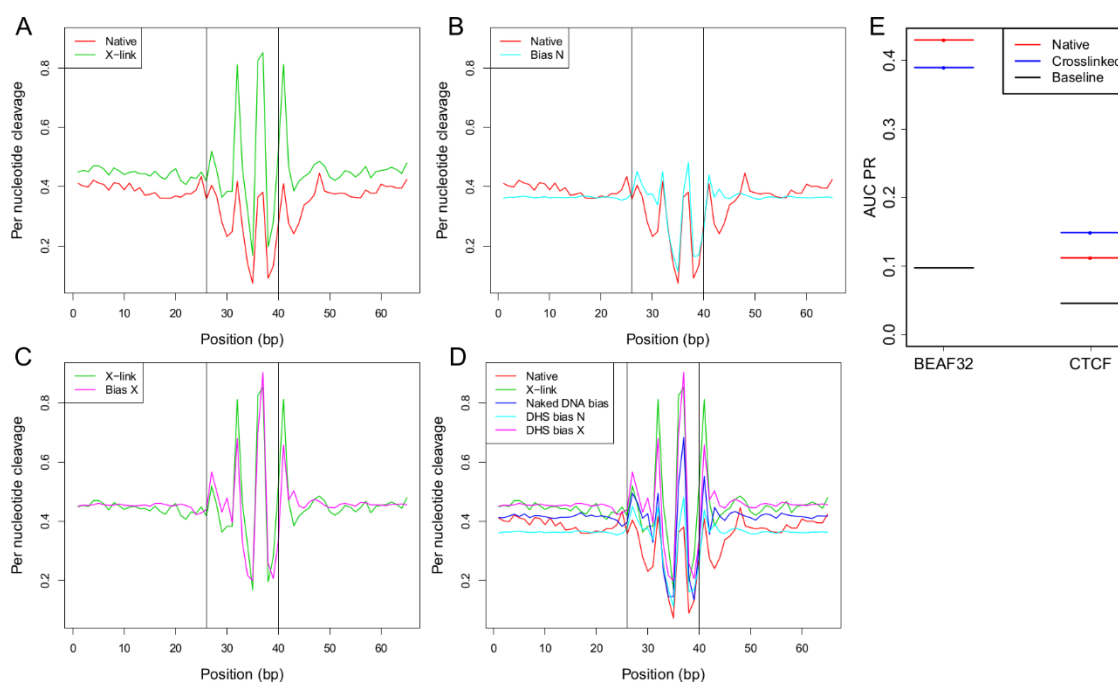 A
Native
X−link
Per nucleotide cleavage
0.2
0.4
0.6
0.8
0 10 20 30 40 50 60
Position (bp)
B
Native
Bias N
Per nucleotide cleavage
0.2
0.4
0.6
0.8
0 10 20 30 40 50 60
Position (bp)
E
Native
Crosslinked
Baseline
AUC PR
0.0
0.1
0.2
0.3
0.4
BEAF32 CTCF
C
X−link
Bias X
Per nucleotide cleavage
0.2
0.4
0.6
0.8
0 10 20 30 40 50 60
Position (bp)
D
Native
X−link
Naked DNA bias
DHS bias N
DHS bias X
Per nucleotide cleavage
0.2
0.4
0.6
0.8
0 10 20 30 40 50 60
Position (bp)